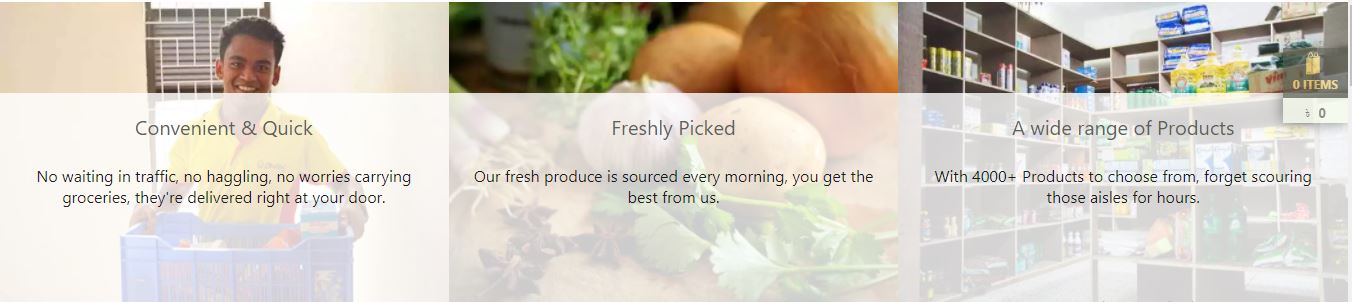 Convenient & Quick
No waiting in traffic, no haggling, no worries carrying
groceries, they're delivered right at your door.
Freshly Picked
Our fresh produce is sourced every morning, you get the
best from us.
A wide range of Products
With 4000+ Products to choose from, forget scouring
those aisles for hours.
0 ITEMS
৳ 0